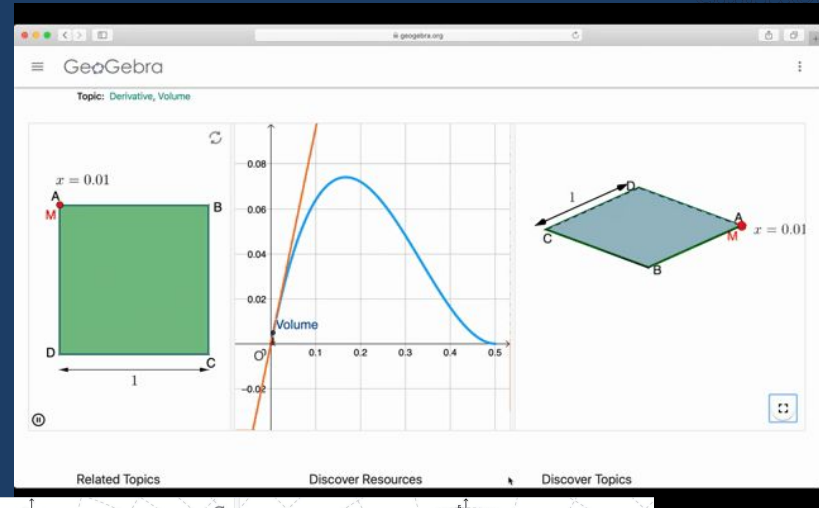 geogebra.org
GeoGebra
Topic: Derivative, Volume
x = 0.01
A
M
B
D
C
1
0.08
0.06
0.04
0.02
Volume
O
0.1
0.2
0.3
0.4
0.5
−0.02
D
1
C
A
M
x = 0.01
B
Related Topics
Discover Resources
Discover Topics